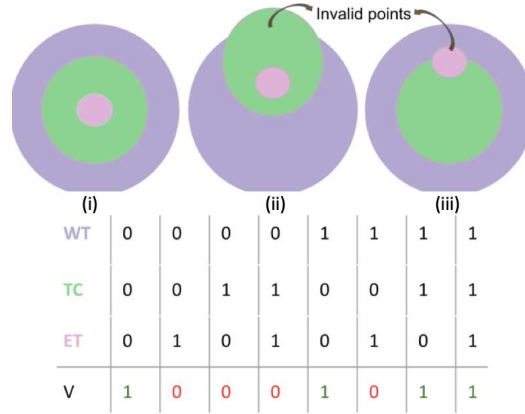 Invalid points
(i) (ii) (iii)
WT 0 0 0 0 1 1 1 1
TC 0 0 1 1 0 0 1 1
ET 0 1 0 1 0 1 0 1
V 1 0 0 0 1 0 1 1